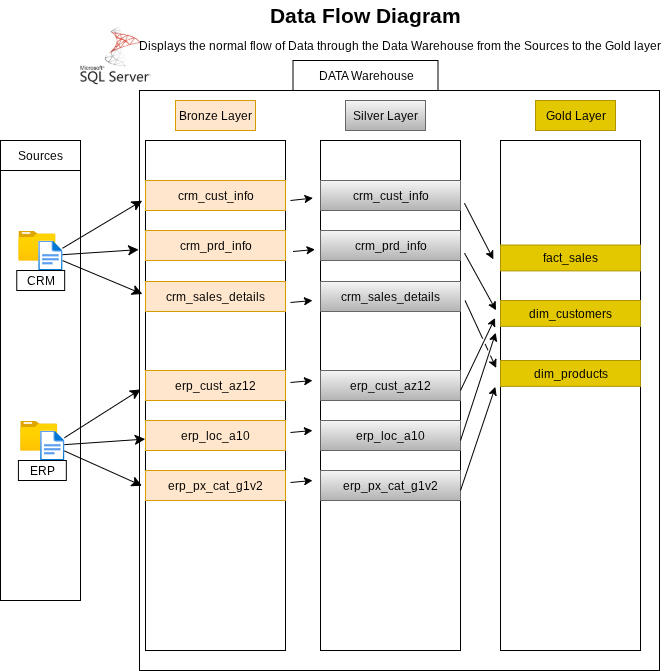 Data Flow Diagram
Displays the normal flow of Data through the Data Warehouse from the Sources to the Gold layer
Microsoft
SQL Server
DATA Warehouse
Bronze Layer
Silver Layer
Gold Layer
Sources
CRM
ERP
crm_cust_info
crm_prd_info
crm_sales_details
erp_cust_az12
erp_loc_a10
erp_px_cat_g1v2
crm_cust_info
crm_prd_info
crm_sales_details
erp_cust_az12
erp_loc_a10
erp_px_cat_g1v2
fact_sales
dim_customers
dim_products